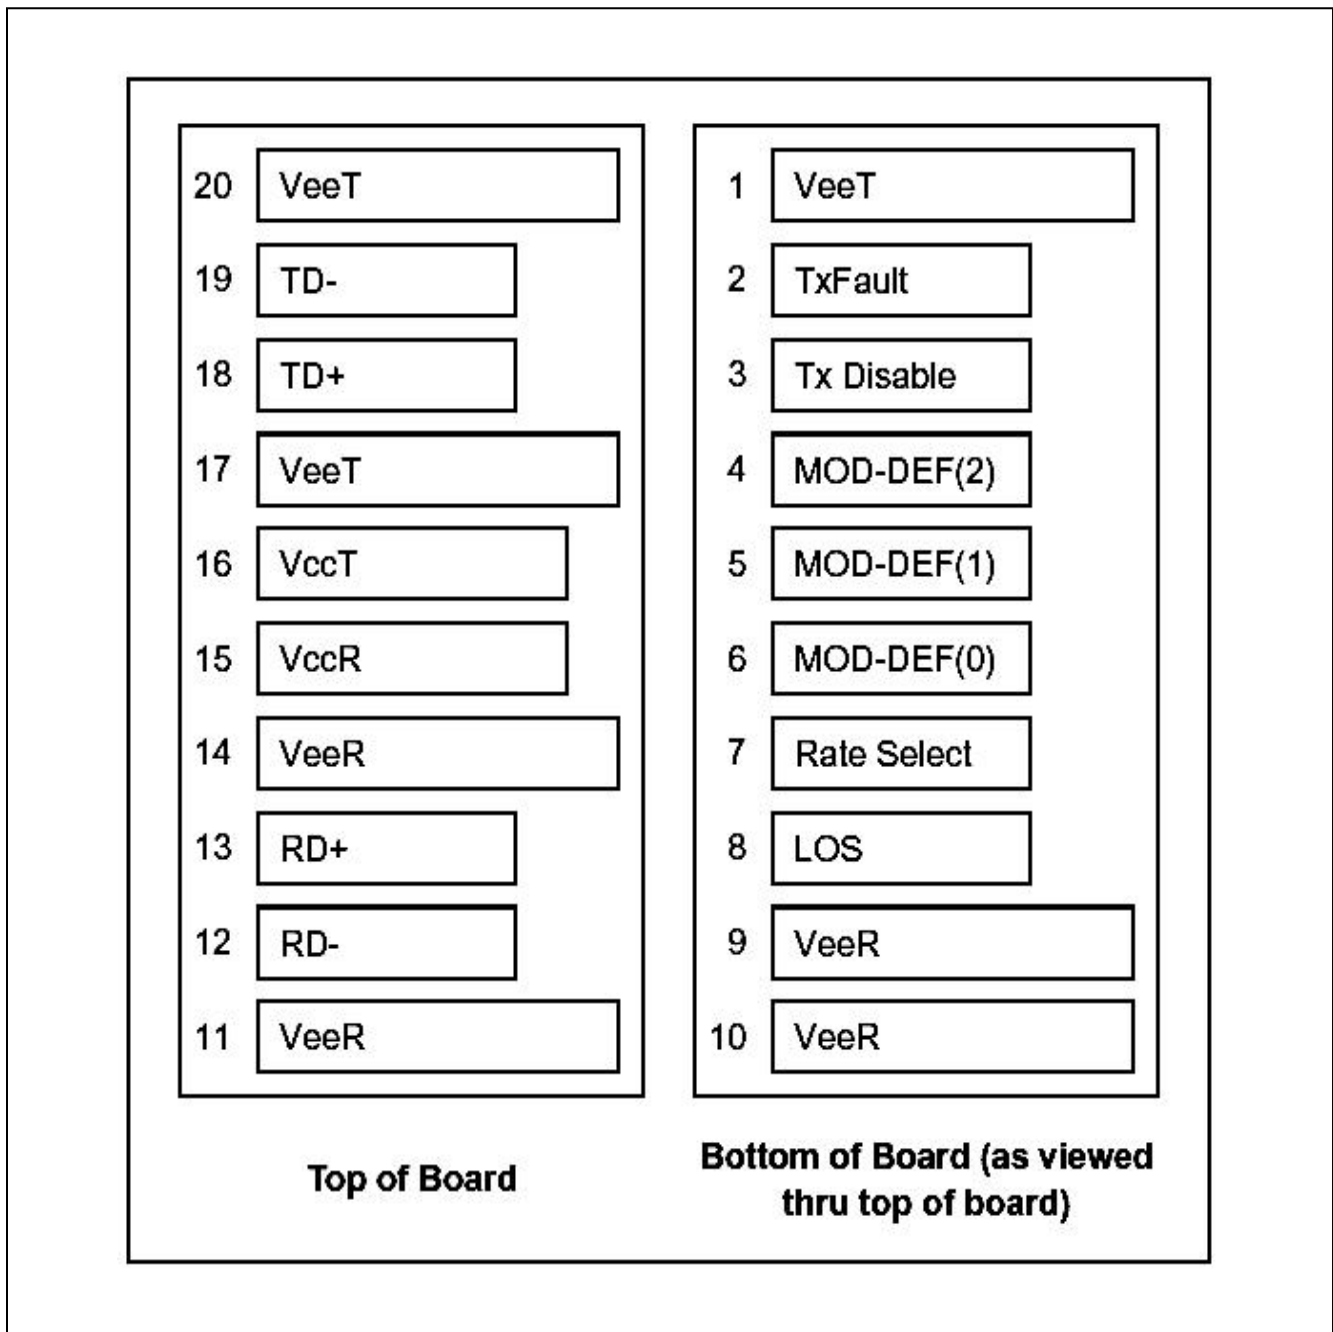 20 VeeT
19 TD-
18 TD+
17 VeeT
16 VccT
15 VccR
14 VeeR
13 RD+
12 RD-
11 VeeR
Top of Board
1 VeeT
2 TxFault
3 Tx Disable
4 MOD-DEF(2)
5 MOD-DEF(1)
6 MOD-DEF(0)
7 Rate Select
8 LOS
9 VeeR
10 VeeR
Bottom of Board (as viewed
thru top of board)